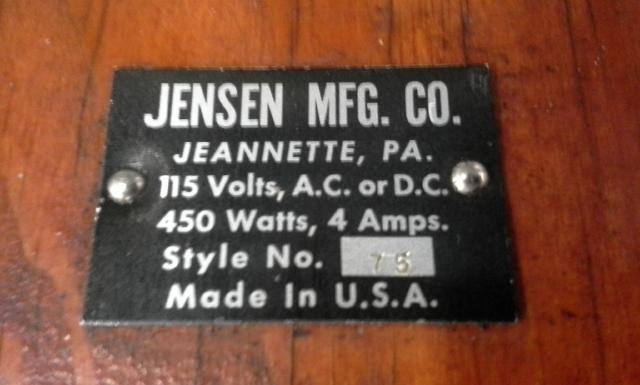 JENSEN MFG. CO.
JEANNETTE, PA.
115 Volts, A.C. or D.C.
450 Watts, 4 Amps.
Style No. 75
Made In U.S.A.